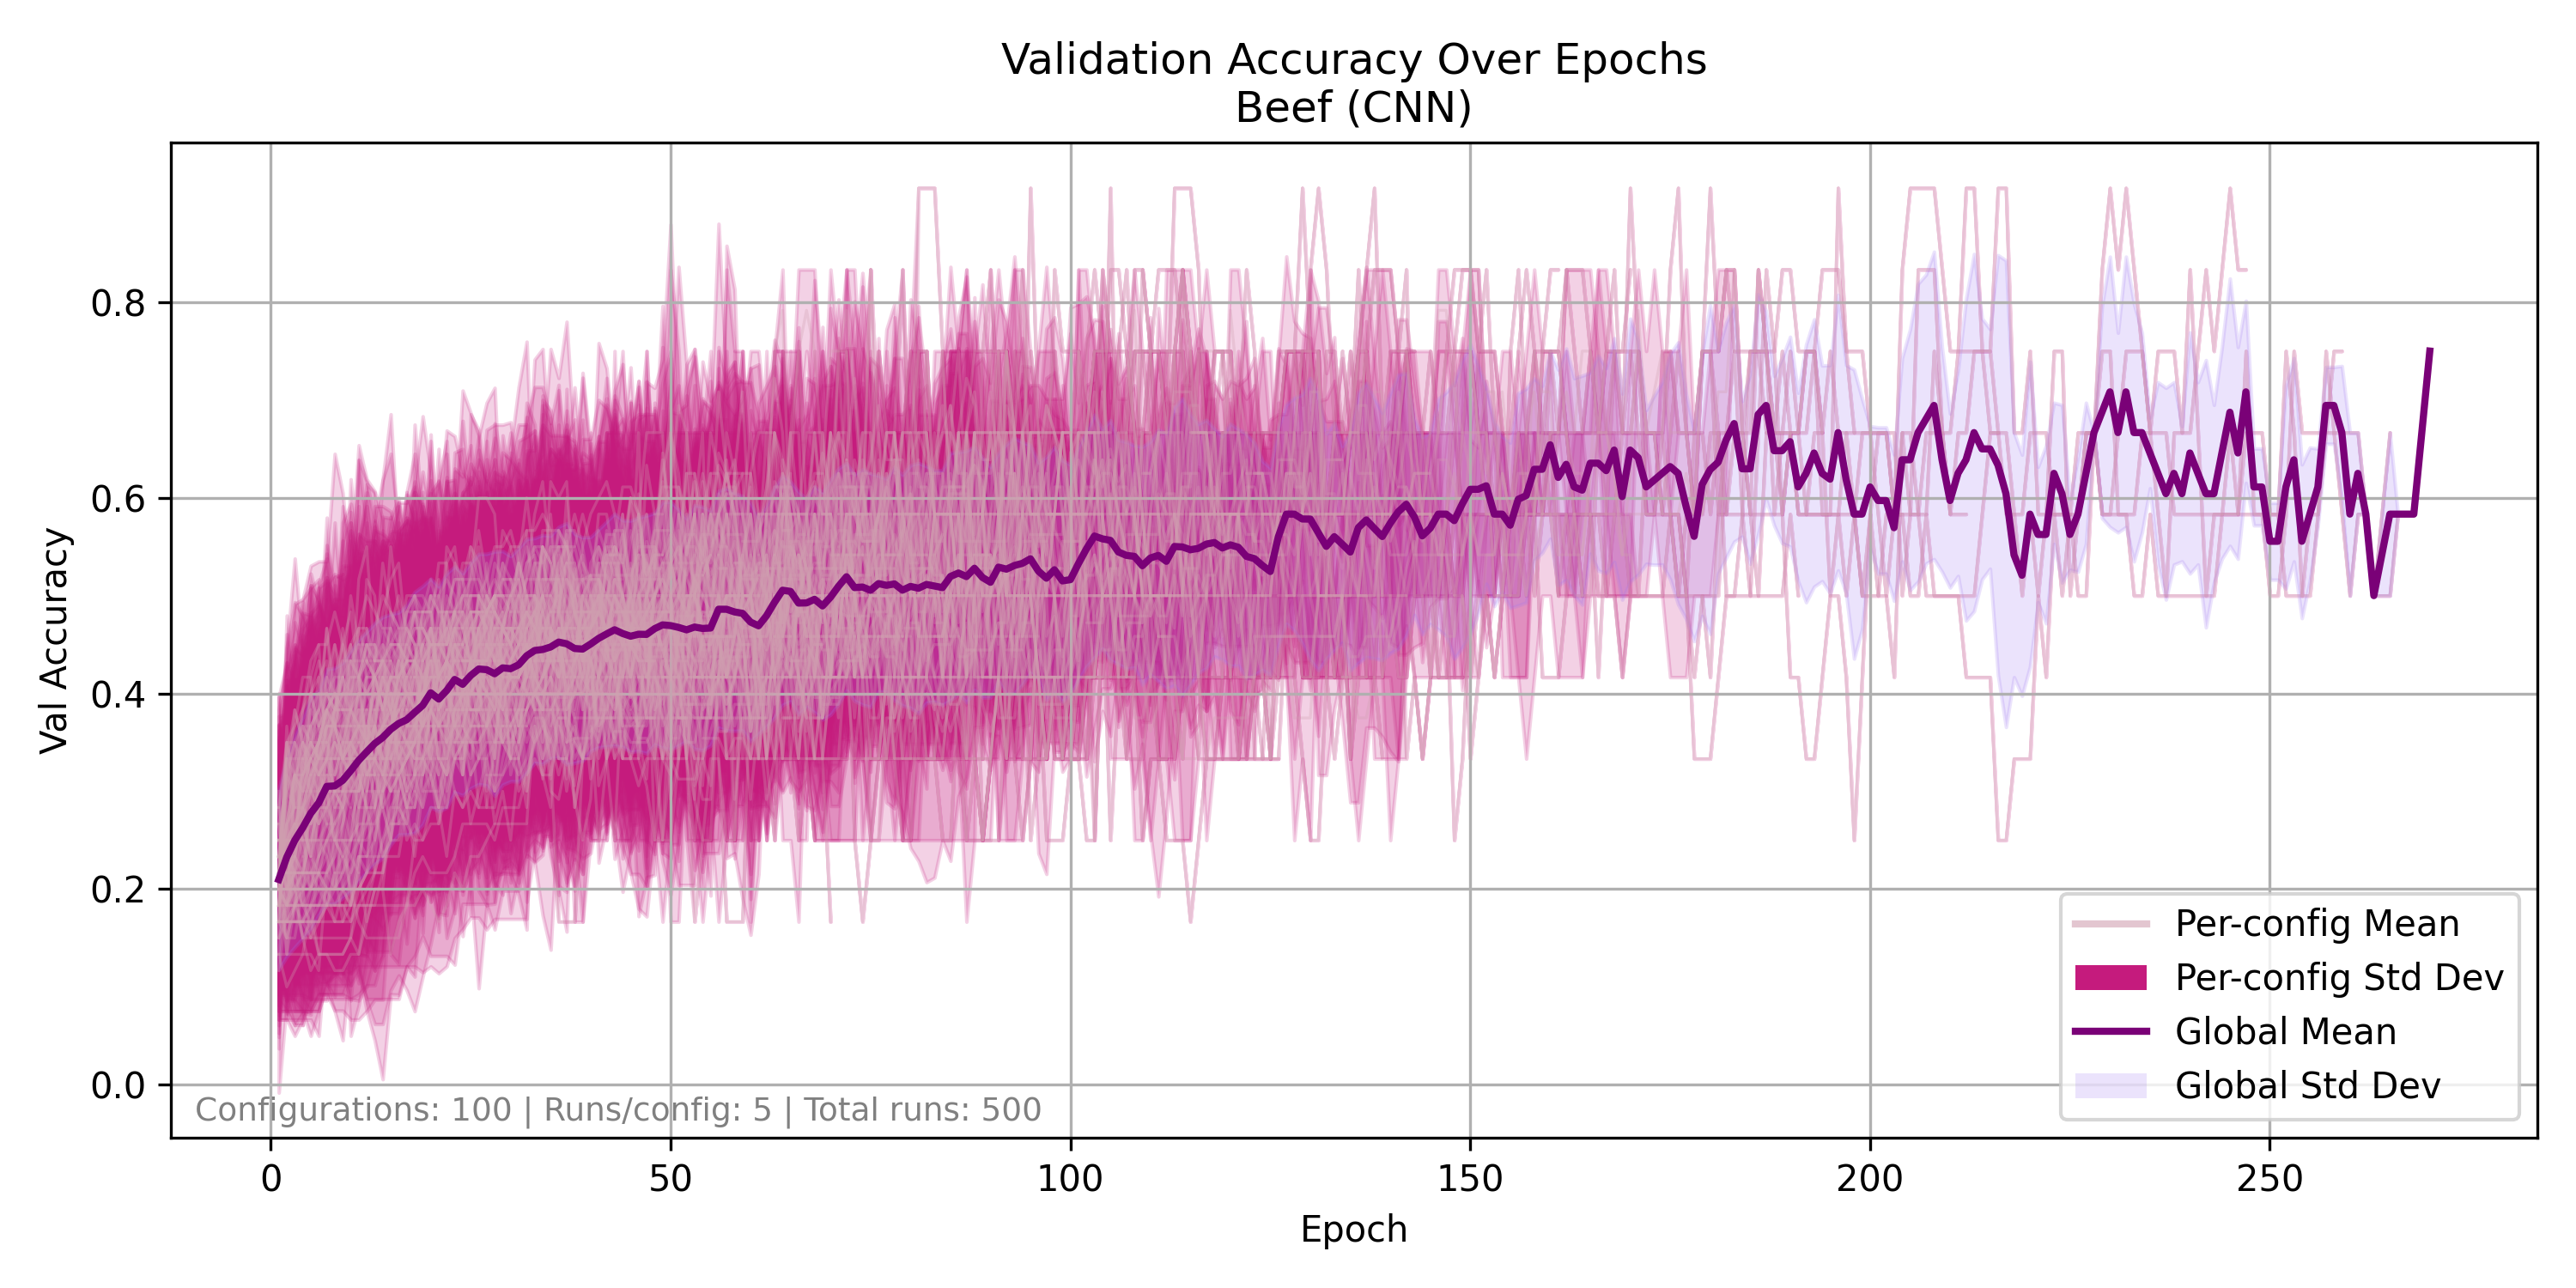 Validation Accuracy Over Epochs
Beef (CNN)
Val Accuracy
0.8
0.6
0.4
0.2
0.0
Configurations: 100 | Runs/config: 5 | Total runs: 500
Per-config Mean
Per-config Std Dev
Global Mean
Global Std Dev
0 50 100 150 200 250
Epoch